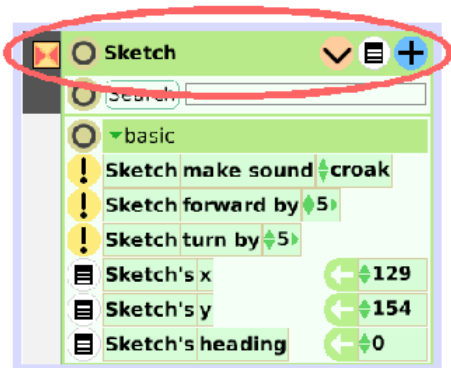 Sketch
Search
basic
! Sketch make sound croak
! Sketch forward by 5
! Sketch turn by 5
Sketch's x 129
Sketch's y 154
Sketch's heading 0